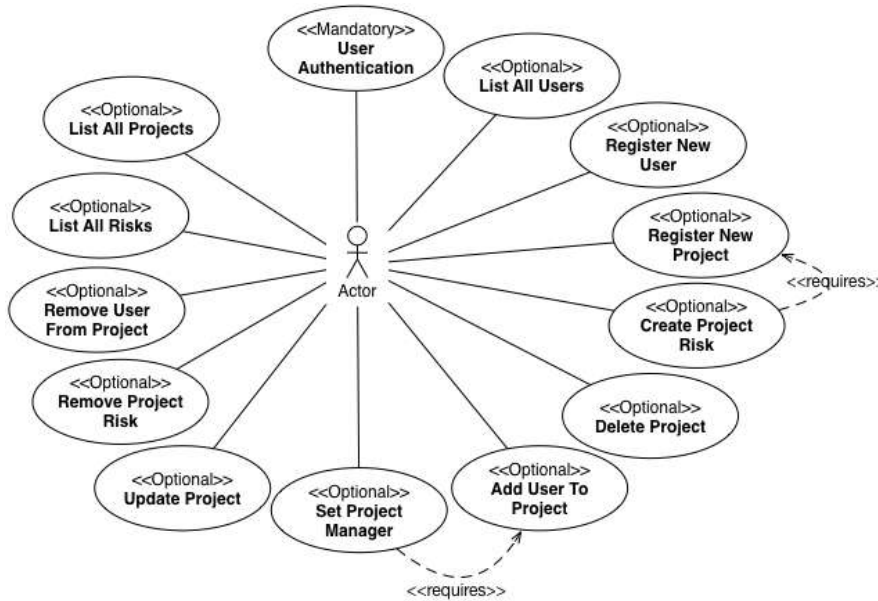 <<Mandatory>>
User
Authentication
<<Optional>>
List All Users
<<Optional>>
List All Projects
<<Optional>>
Register New
User
<<Optional>>
List All Risks
<<Optional>>
Register New
Project
<<requires>>
Actor
<<Optional>>
Remove User
From Project
<<Optional>>
Create Project
Risk
<<Optional>>
Remove Project
Risk
<<Optional>>
Delete Project
<<Optional>>
Update Project
<<Optional>>
Set Project
Manager
<<Optional>>
Add User To
Project
<<requires>>